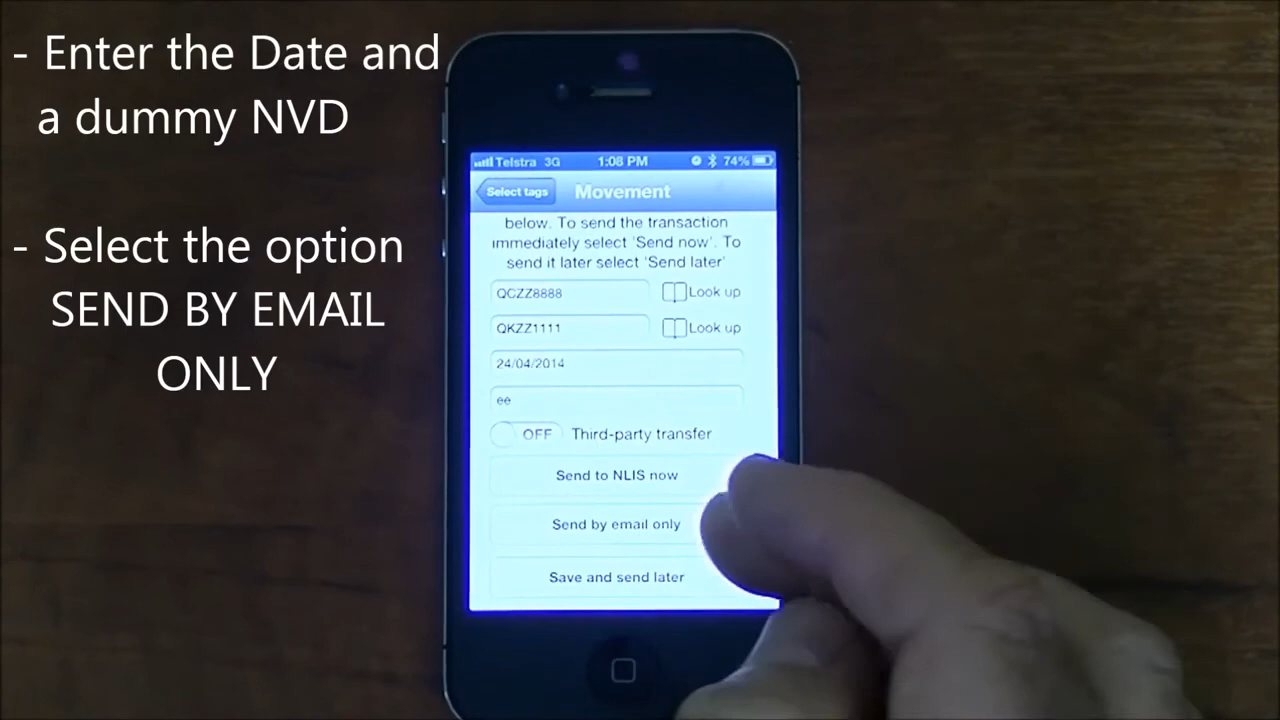 - Enter the Date and
a dummy NVD
- Select the option
SEND BY EMAIL
ONLY
Telstra 3G 1:08 PM 74%
Select tags Movement
below. To send the transaction
immediately select 'Send now'. To
send it later select 'Send later'
QCZZ8888 Look up
QKZZ1111 Look up
24/04/2014
ee
OFF Third-party transfer
Send to NLIS now
Send by email only
Save and send later